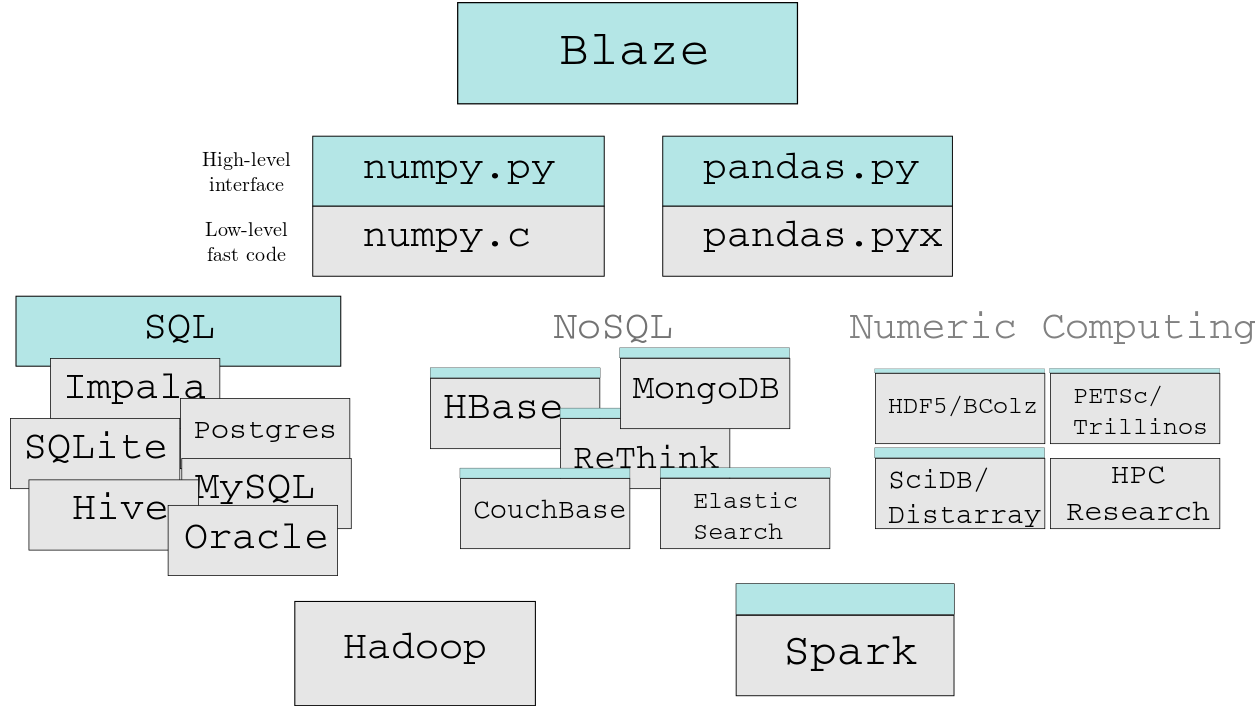 Blaze
High-level
interface
numpy.py
pandas.py
Low-level
fast code
numpy.c
pandas.pyx
SQL
NoSQL
Numeric Computing
Impala
SQLite
Postgres
Hive
MySQL
Oracle
HBase
MongoDB
ReThink
CouchBase
Elastic
Search
HDF5/BColz
PETSc/
Trillinos
SciDB/
Distarray
HPC
Research
Hadoop
Spark